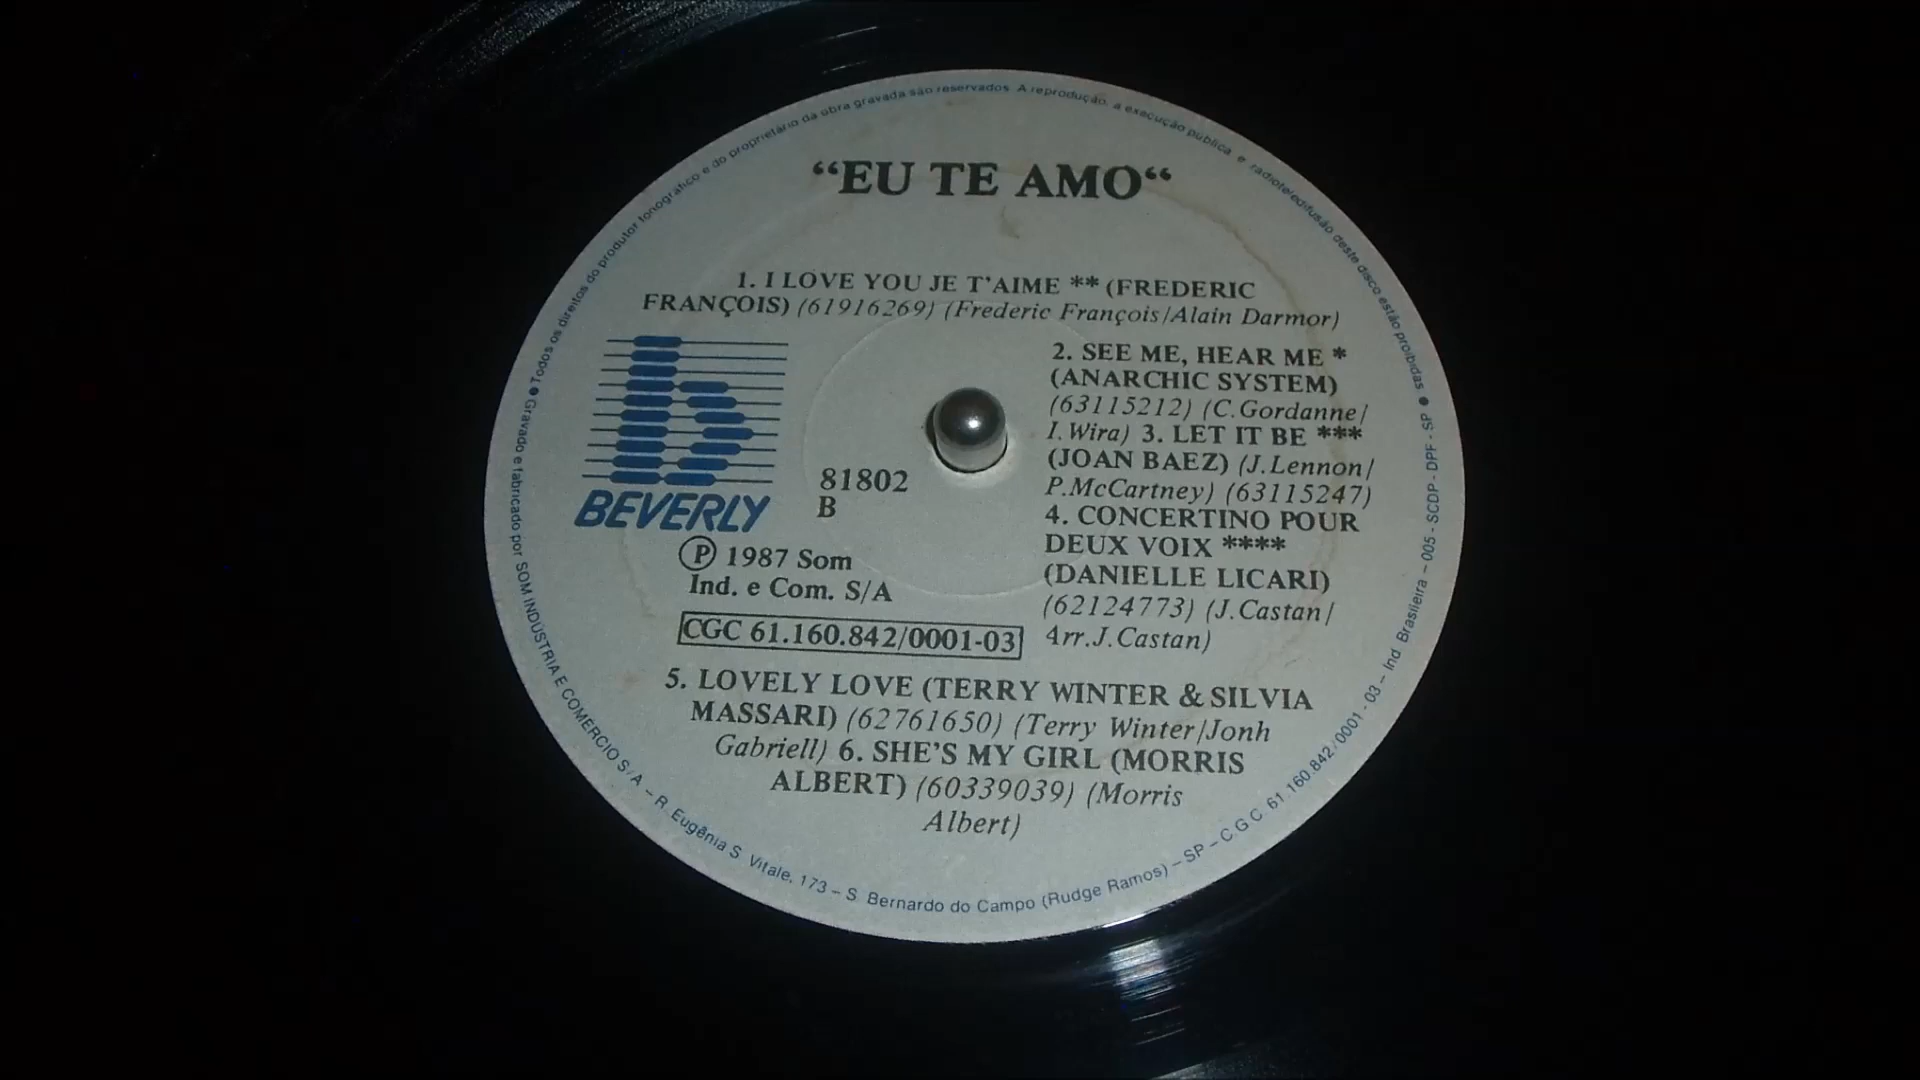 ● Todos os direitos do produtor fonográfico e do proprietário da obra gravada são reservados. A reprodução, a execução pública e radioteledifusão deste disco estão proibidas ●
“EU TE AMO“
1. I LOVE YOU JE T'AIME ** (FREDERIC
FRANÇOIS) (61916269) (Frederic François/Alain Darmor)
2. SEE ME, HEAR ME *
(ANARCHIC SYSTEM)
(63115212) (C.Gordanne/
I.Wira) 3. LET IT BE ***
(JOAN BAEZ) (J.Lennon/
P.McCartney) (63115247)
4. CONCERTINO POUR
DEUX VOIX ****
(DANIELLE LICARI)
(62124773) (J.Castan/
Arr.J.Castan)
BEVERLY
81802
B
Ⓟ 1987 Som
Ind. e Com. S/A
CGC 61.160.842/0001-03
5. LOVELY LOVE (TERRY WINTER & SILVIA
MASSARI) (62761650) (Terry Winter/Jonh
Gabriell) 6. SHE'S MY GIRL (MORRIS
ALBERT) (60339039) (Morris
Albert)
Gravado e fabricado por SOM INDÚSTRIA E COMERCIO S/A – R. Eugênia S. Vitale, 173 – S. Bernardo do Campo (Rudge Ramos) – SP – C.G.C. 61.160.842/0001-03 – Ind Brasileira – 005 - SCDP - DPF - SP